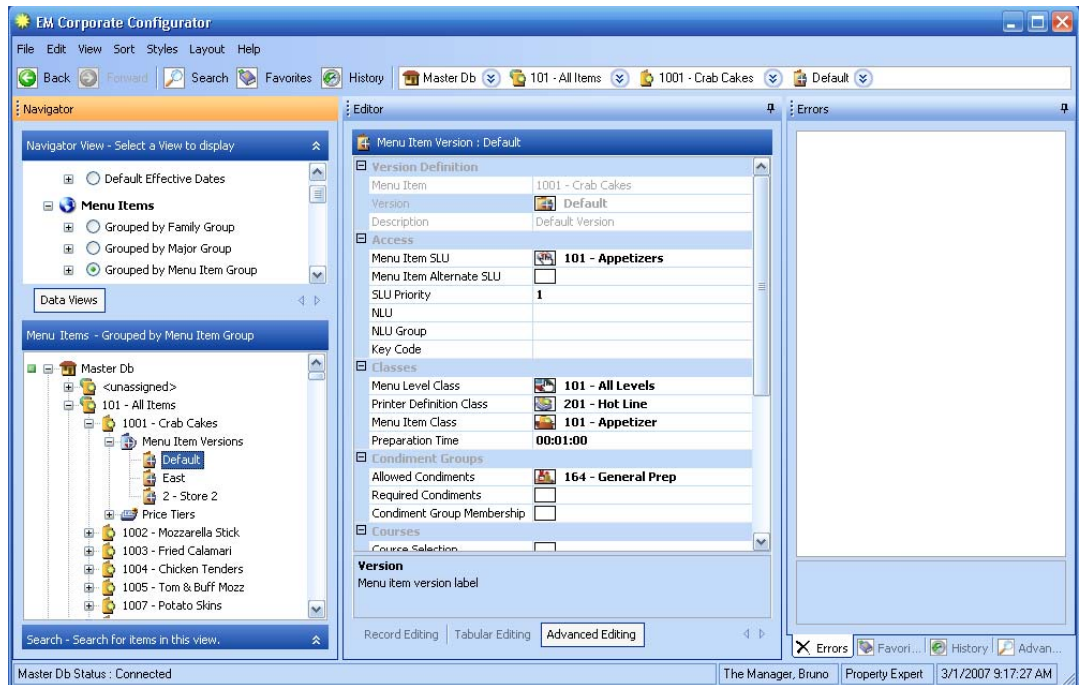 EM Corporate Configurator
File Edit View Sort Styles Layout Help
Back Forward Search Favorites History Master Db 101 - All Items 1001 - Crab Cakes Default
Navigator
Navigator View - Select a View to display
Default Effective Dates
Menu Items
Grouped by Family Group
Grouped by Major Group
Grouped by Menu Item Group
Data Views
Menu Items - Grouped by Menu Item Group
Master Db
<unassigned>
101 - All Items
1001 - Crab Cakes
Menu Item Versions
Default
East
2 - Store 2
Price Tiers
1002 - Mozzarella Stick
1003 - Fried Calamari
1004 - Chicken Tenders
1005 - Tom & Buff Mozz
1007 - Potato Skins
Search - Search for items in this view.
Editor
Menu Item Version : Default
Version Definition
Menu Item 1001 - Crab Cakes
Version Default
Description Default Version
Access
Menu Item SLU 101 - Appetizers
Menu Item Alternate SLU
SLU Priority 1
NLU
NLU Group
Key Code
Classes
Menu Level Class 101 - All Levels
Printer Definition Class 201 - Hot Line
Menu Item Class 101 - Appetizer
Preparation Time 00:01:00
Condiment Groups
Allowed Condiments 164 - General Prep
Required Condiments
Condiment Group Membership
Courses
Course Selection
Version
Menu item version label
Record Editing Tabular Editing Advanced Editing
Errors
Errors Favori... History Advan...
Master Db Status : Connected
The Manager, Bruno Property Expert 3/1/2007 9:17:27 AM